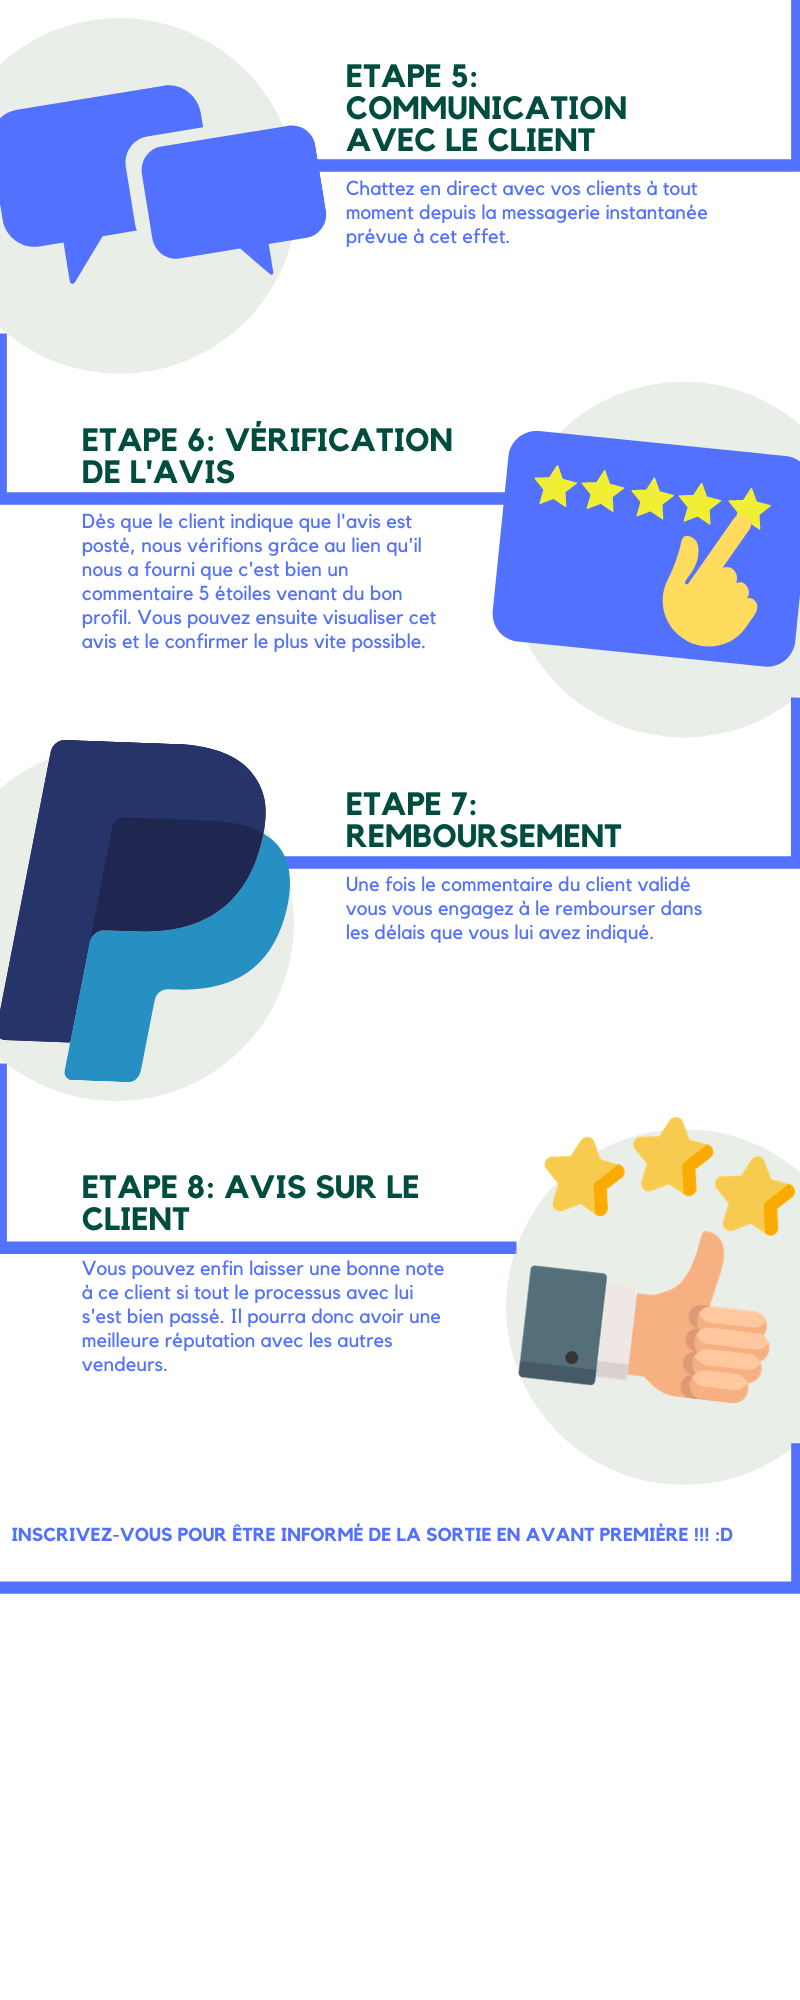 ETAPE 5:
COMMUNICATION
AVEC LE CLIENT
Chattez en direct avec vos clients à tout
moment depuis la messagerie instantanée
prévue à cet effet.
ETAPE 6: VÉRIFICATION
DE L'AVIS
Dès que le client indique que l'avis est
posté, nous vérifions grâce au lien qu'il
nous a fourni que c'est bien un
commentaire 5 étoiles venant du bon
profil. Vous pouvez ensuite visualiser cet
avis et le confirmer le plus vite possible.
ETAPE 7:
REMBOURSEMENT
Une fois le commentaire du client validé
vous vous engagez à le rembourser dans
les délais que vous lui avez indiqué.
ETAPE 8: AVIS SUR LE
CLIENT
Vous pouvez enfin laisser une bonne note
à ce client si tout le processus avec lui
s'est bien passé. Il pourra donc avoir une
meilleure réputation avec les autres
vendeurs.
INSCRIVEZ-VOUS POUR ÊTRE INFORMÉ DE LA SORTIE EN AVANT PREMIÈRE !!! :D